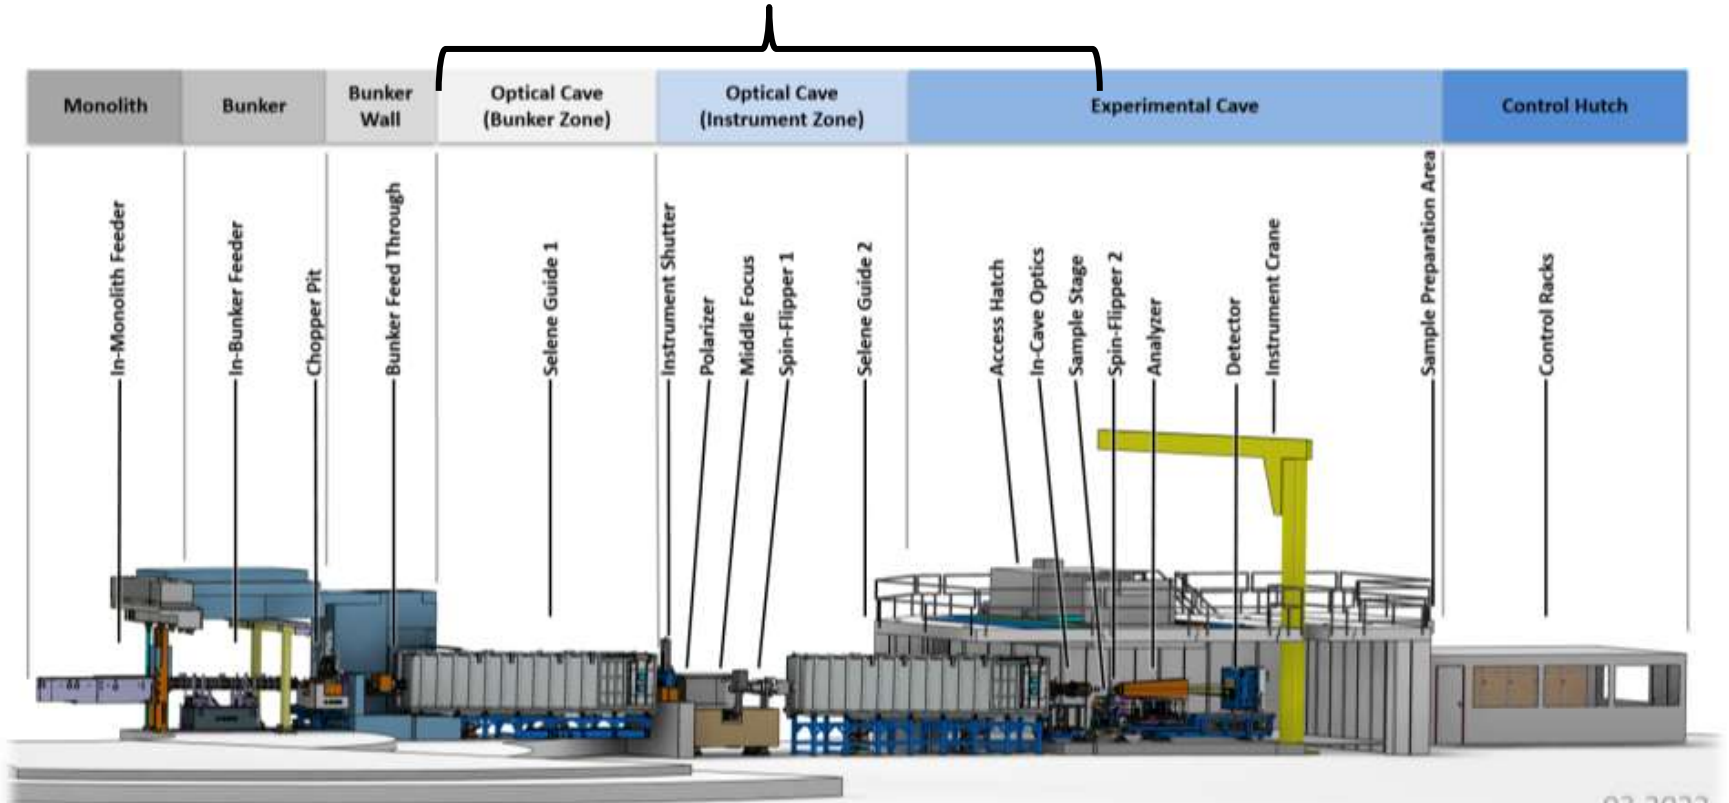 Monolith
Bunker
Bunker
Wall
Optical Cave
(Bunker Zone)
Optical Cave
(Instrument Zone)
Experimental Cave
Control Hutch
In-Monolith Feeder
In-Bunker Feeder
Chopper Pit
Bunker Feed Through
Selene Guide 1
Instrument Shutter
Polarizer
Middle Focus
Spin-Flipper 1
Selene Guide 2
Access Hatch
In-Cave Optics
Sample Stage
Spin-Flipper 2
Analyzer
Detector
Instrument Crane
Sample Preparation Area
Control Racks